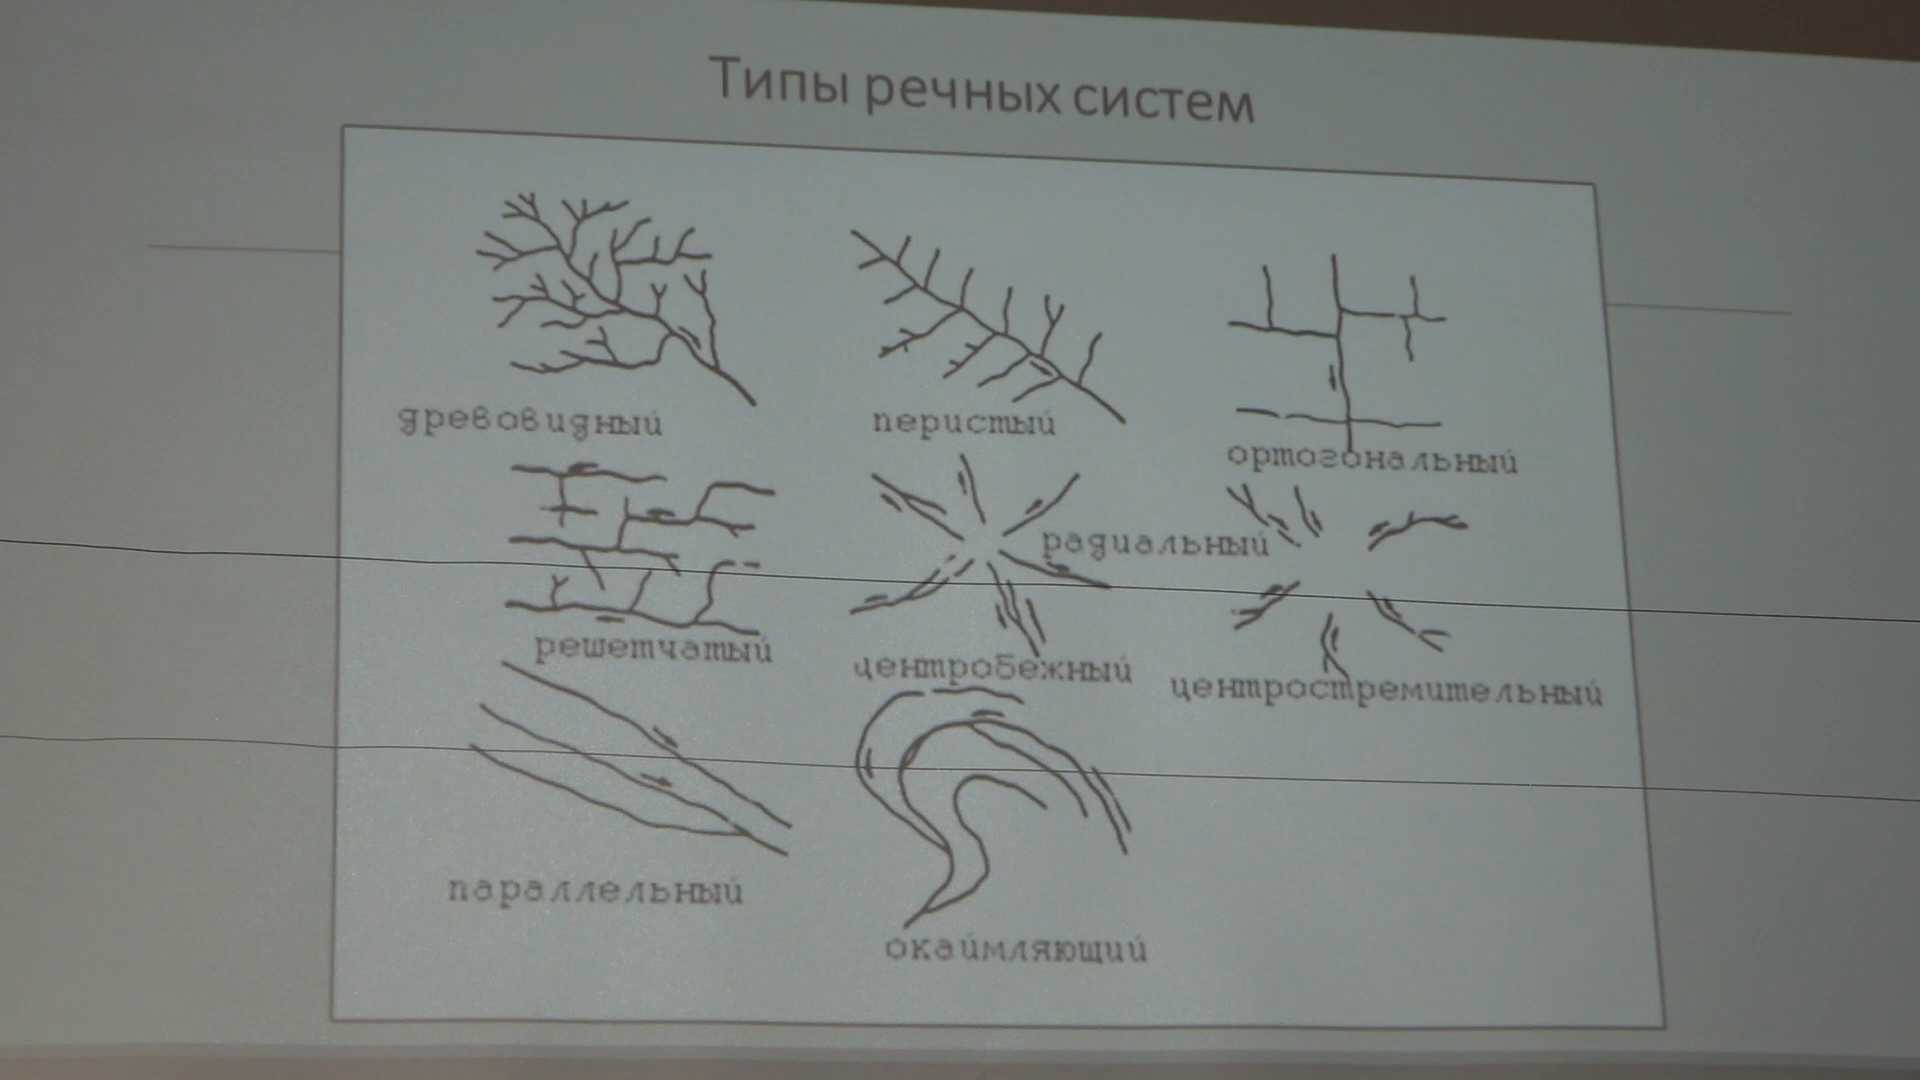 Типы речных систем
древовидный
перистый
ортогональный
радиальный
решетчатый
центробежный
центростремительный
параллельный
окаймляющий